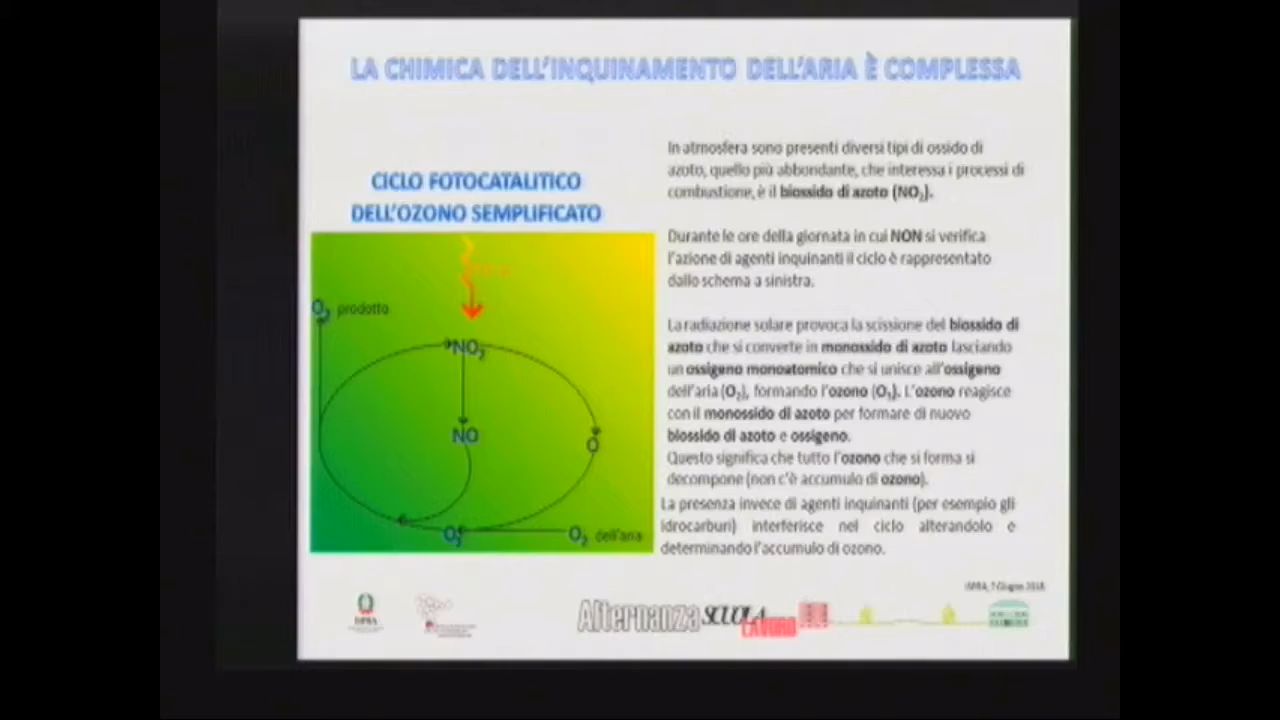 LA CHIMICA DELL'INQUINAMENTO DELL'ARIA È COMPLESSA
CICLO FOTOCATALITICO
DELL'OZONO SEMPLIFICATO
O₂ prodotto
NO₂
NO
O
O₃
O₂ dell'aria
In atmosfera sono presenti diversi tipi di ossido di
azoto, quello più abbondante, che interessa i processi di
combustione, è il biossido di azoto (NO₂).
Durante le ore della giornata in cui NON si verifica
l'azione di agenti inquinanti il ciclo è rappresentato
dallo schema a sinistra.
La radiazione solare provoca la scissione del biossido di
azoto che si converte in monossido di azoto lasciando
un ossigeno monoatomico che si unisce all'ossigeno
dell'aria (O₂), formando l'ozono (O₃). L'ozono reagisce
con il monossido di azoto per formare di nuovo
biossido di azoto e ossigeno.
Questo significa che tutto l'ozono che si forma si
decompone (non c'è accumulo di ozono).
La presenza invece di agenti inquinanti (per esempio gli
idrocarburi) interferisce nel ciclo alterandolo e
determinando l'accumulo di ozono.
ISPRA, 7 Giugno 2018
ISPRA
Alternanza SCUOLA
LAVORO